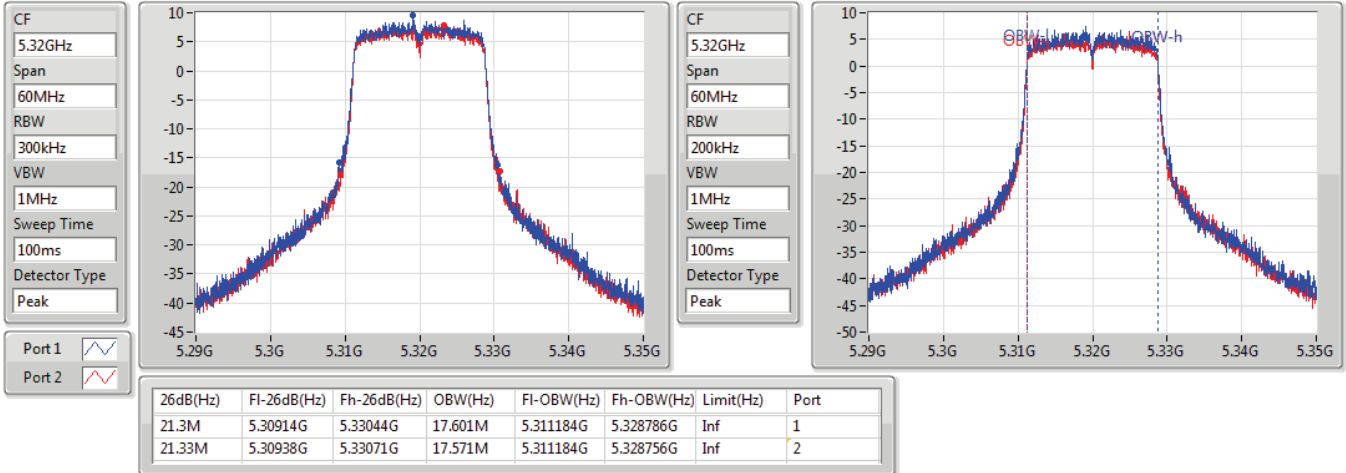 CF
5.32GHz
Span
60MHz
RBW
300kHz
VBW
1MHz
Sweep Time
100ms
Detector Type
Peak
10
5
0
-5
-10
-15
-20
-25
-30
-35
-40
-45
5.29G 5.3G 5.31G 5.32G 5.33G 5.34G 5.35G
CF
5.32GHz
Span
60MHz
RBW
200kHz
VBW
1MHz
Sweep Time
100ms
Detector Type
Peak
10
5
0
-5
-10
-15
-20
-25
-30
-35
-40
-45
-50
OBW-h
5.29G 5.3G 5.31G 5.32G 5.33G 5.34G 5.35G
Port 1
Port 2
26dB(Hz) Fl-26dB(Hz) Fh-26dB(Hz) OBW(Hz) Fl-OBW(Hz) Fh-OBW(Hz) Limit(Hz) Port
21.3M 5.30914G 5.33044G 17.601M 5.311184G 5.328786G Inf 1
21.33M 5.30938G 5.33071G 17.571M 5.311184G 5.328756G Inf 2